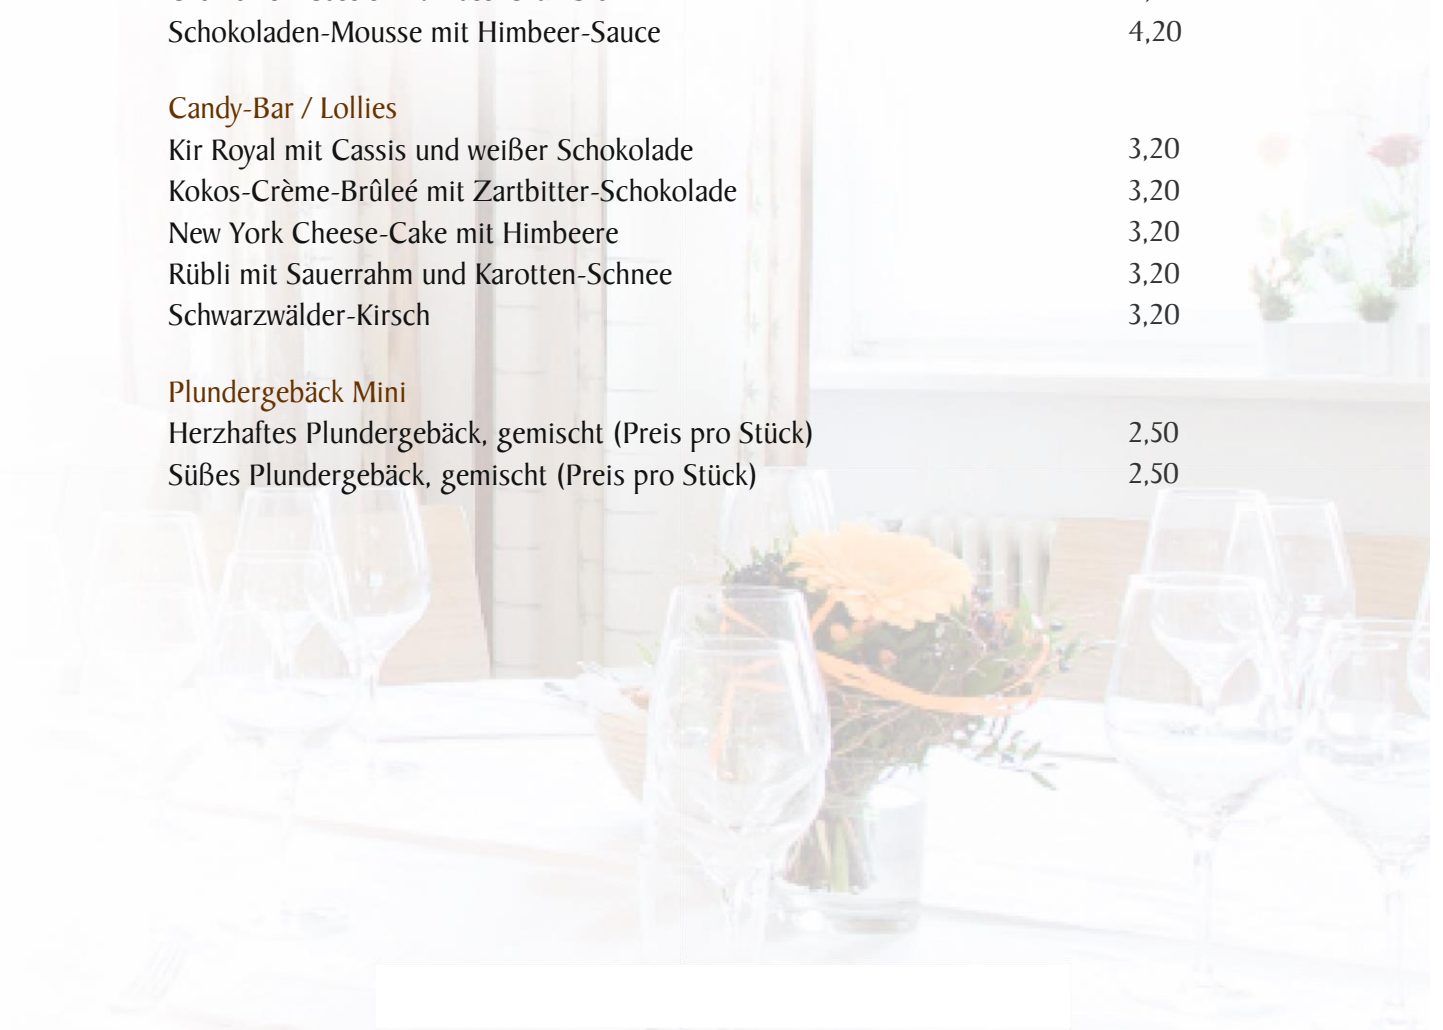 Schokoladen-Mousse mit Himbeer-Sauce 4,20
Candy-Bar / Lollies
Kir Royal mit Cassis und weißer Schokolade 3,20
Kokos-Crème-Brûleé mit Zartbitter-Schokolade 3,20
New York Cheese-Cake mit Himbeere 3,20
Rübli mit Sauerrahm und Karotten-Schnee 3,20
Schwarzwälder-Kirsch 3,20
Plundergebäck Mini
Herzhaftes Plundergebäck, gemischt (Preis pro Stück) 2,50
Süßes Plundergebäck, gemischt (Preis pro Stück) 2,50